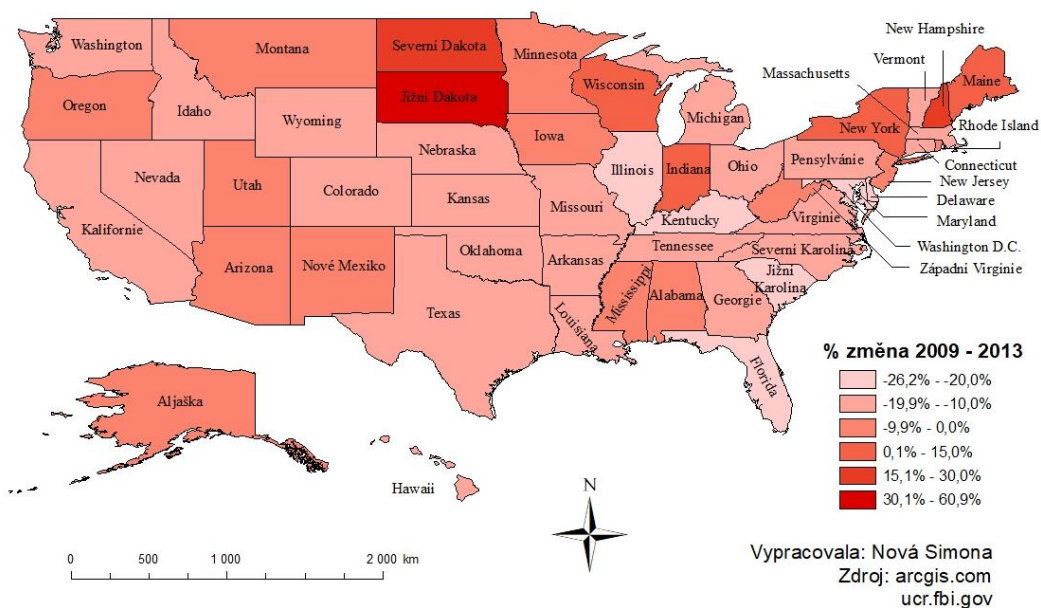 New Hampshire
Vermont
Washington
Montana
Severní Dakota
Minnesota
Massachusetts
Maine
Oregon
Idaho
Jižní Dakota
Wisconsin
Wyoming
Michigan
New York
Rhode Island
Iowa
Nebraska
Connecticut
Nevada
Utah
Colorado
Kansas
Missouri
Illinois
Indiana
Ohio
Pensylvánie
New Jersey
Delaware
Maryland
Kalifornie
Kentucky
Virginie
Washington D.C.
Západní Virginie
Arizona
Nové Mexiko
Oklahoma
Arkansas
Tennessee
Severní Karolina
Jižní
Karolina
Texas
Louisiana
Mississippi
Alabama
Georgie
Florida
Aljaška
Hawaii
% změna 2009 - 2013
-26,2% - -20,0%
-19,9% - -10,0%
-9,9% - 0,0%
0,1% - 15,0%
15,1% - 30,0%
30,1% - 60,9%
N
0 500 1 000 2 000 km
Vypracovala: Nová Simona
Zdroj: arcgis.com
ucr.fbi.gov